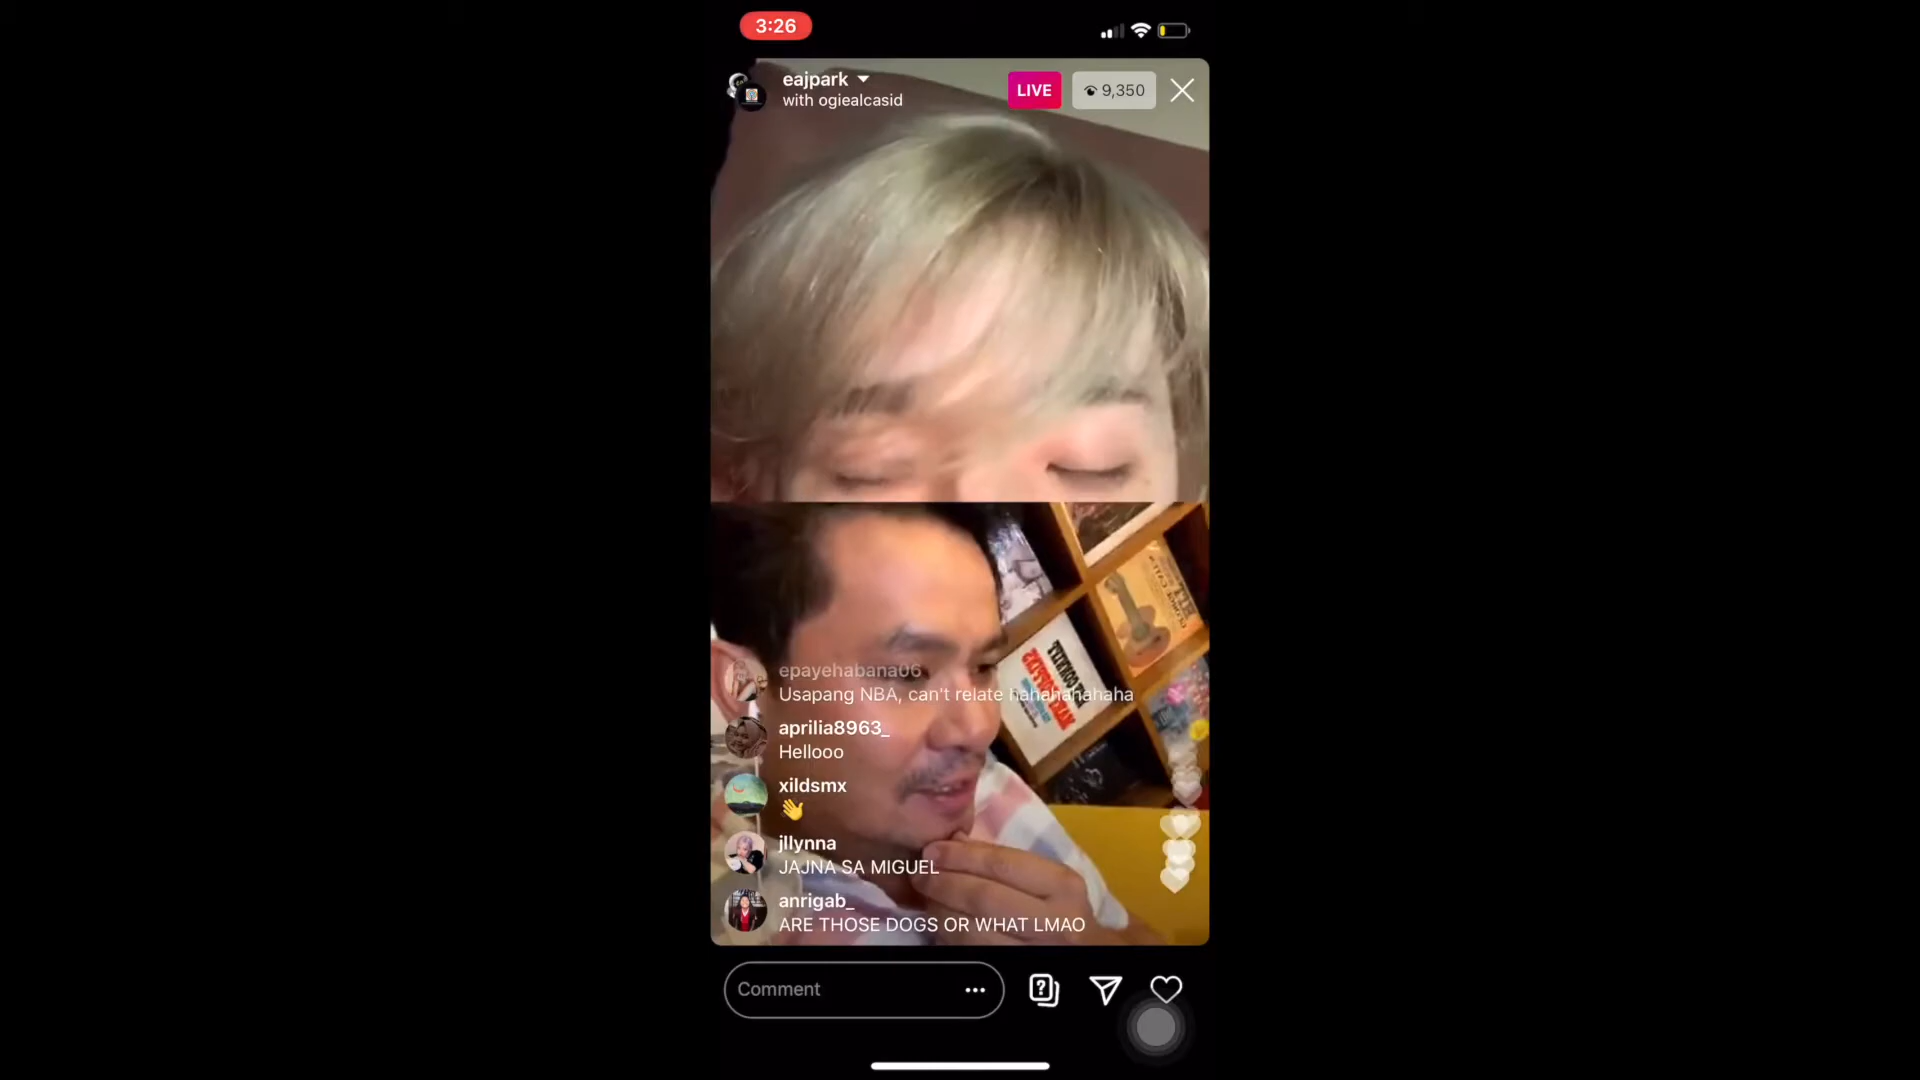 3:26
eajpark
with ogiealcasid
LIVE
9,350
epayehabana06
Usapang NBA, can't relate hahahahahaha
aprilia8963_
Hellooo
xildsmx
👋
jllynna
JAJNA SA MIGUEL
anrigab_
ARE THOSE DOGS OR WHAT LMAO
Comment